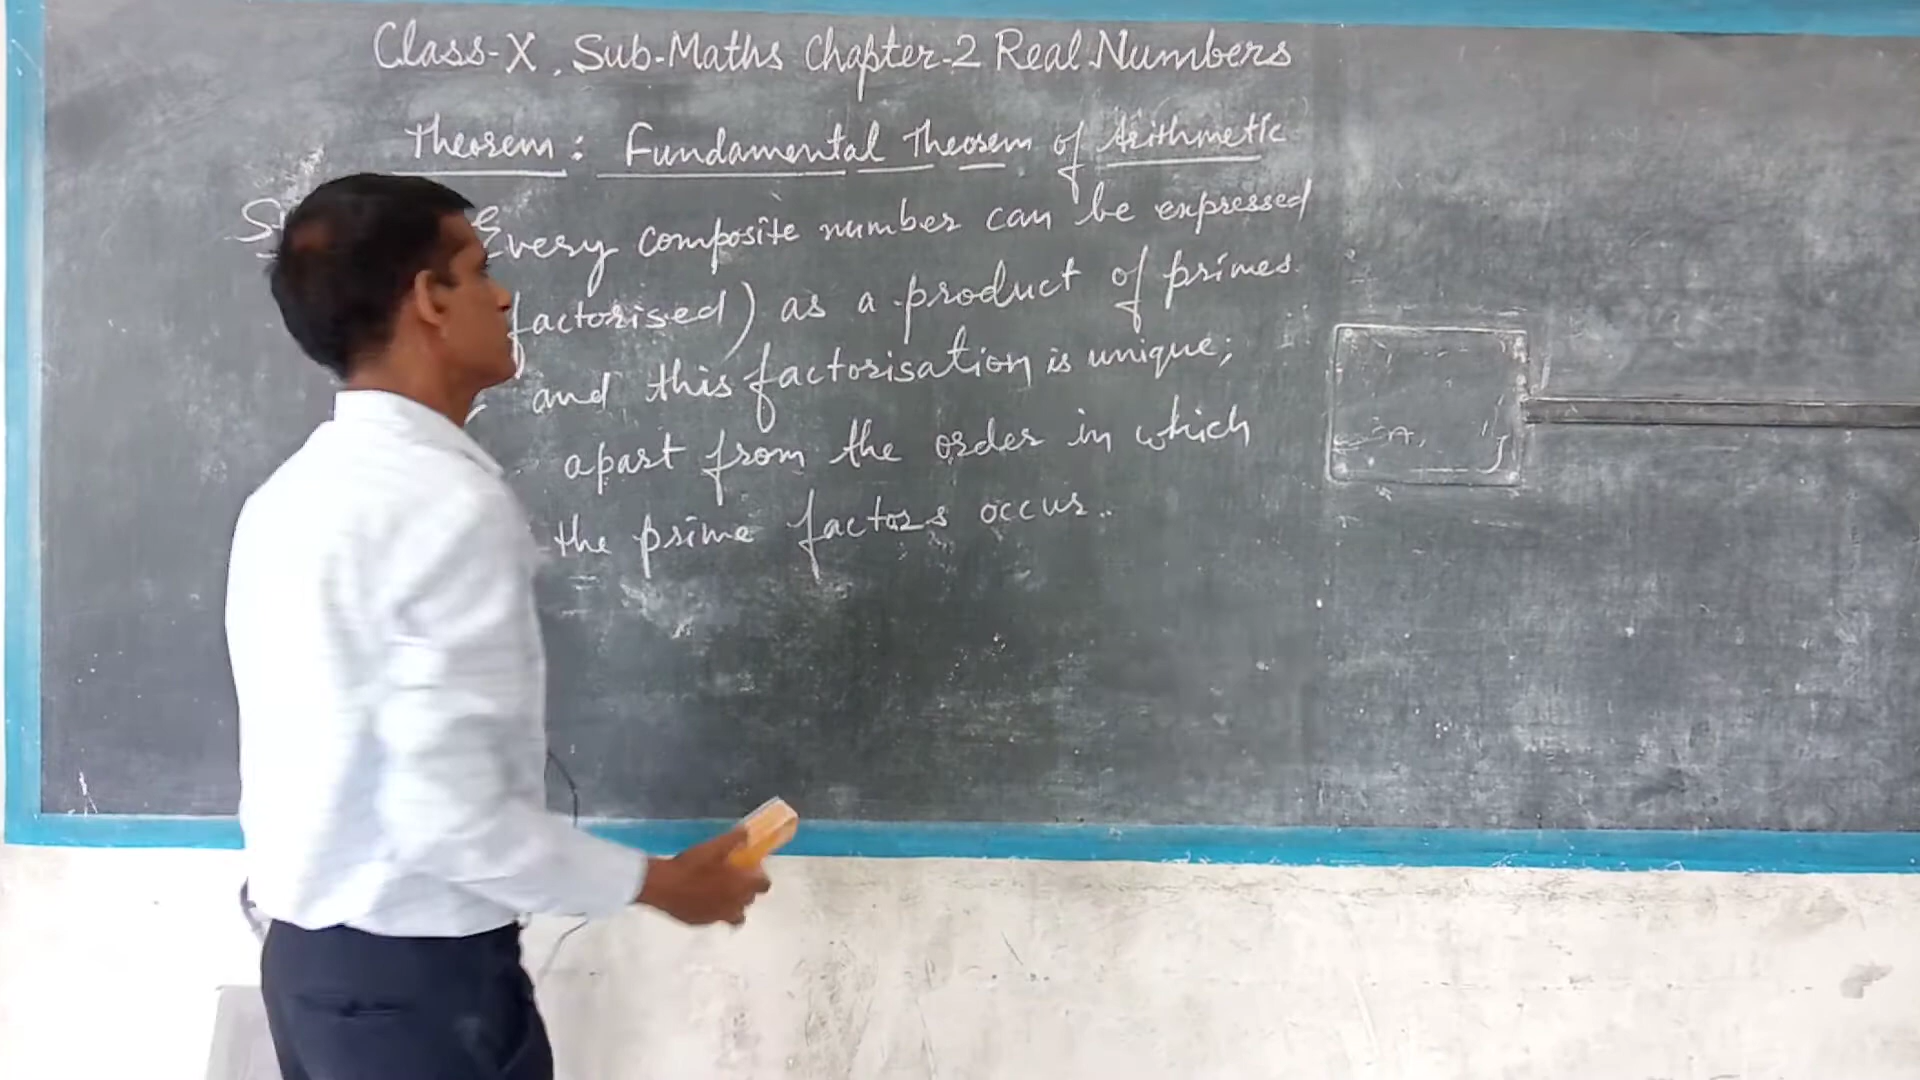 Class-X, Sub-Maths Chapter-2 Real Numbers
Theorem: Fundamental Theorem of Arithmetic
Every composite number can be expressed
factorised) as a product of primes
and this factorisation is unique;
apart from the order in which
the prime factors occur.